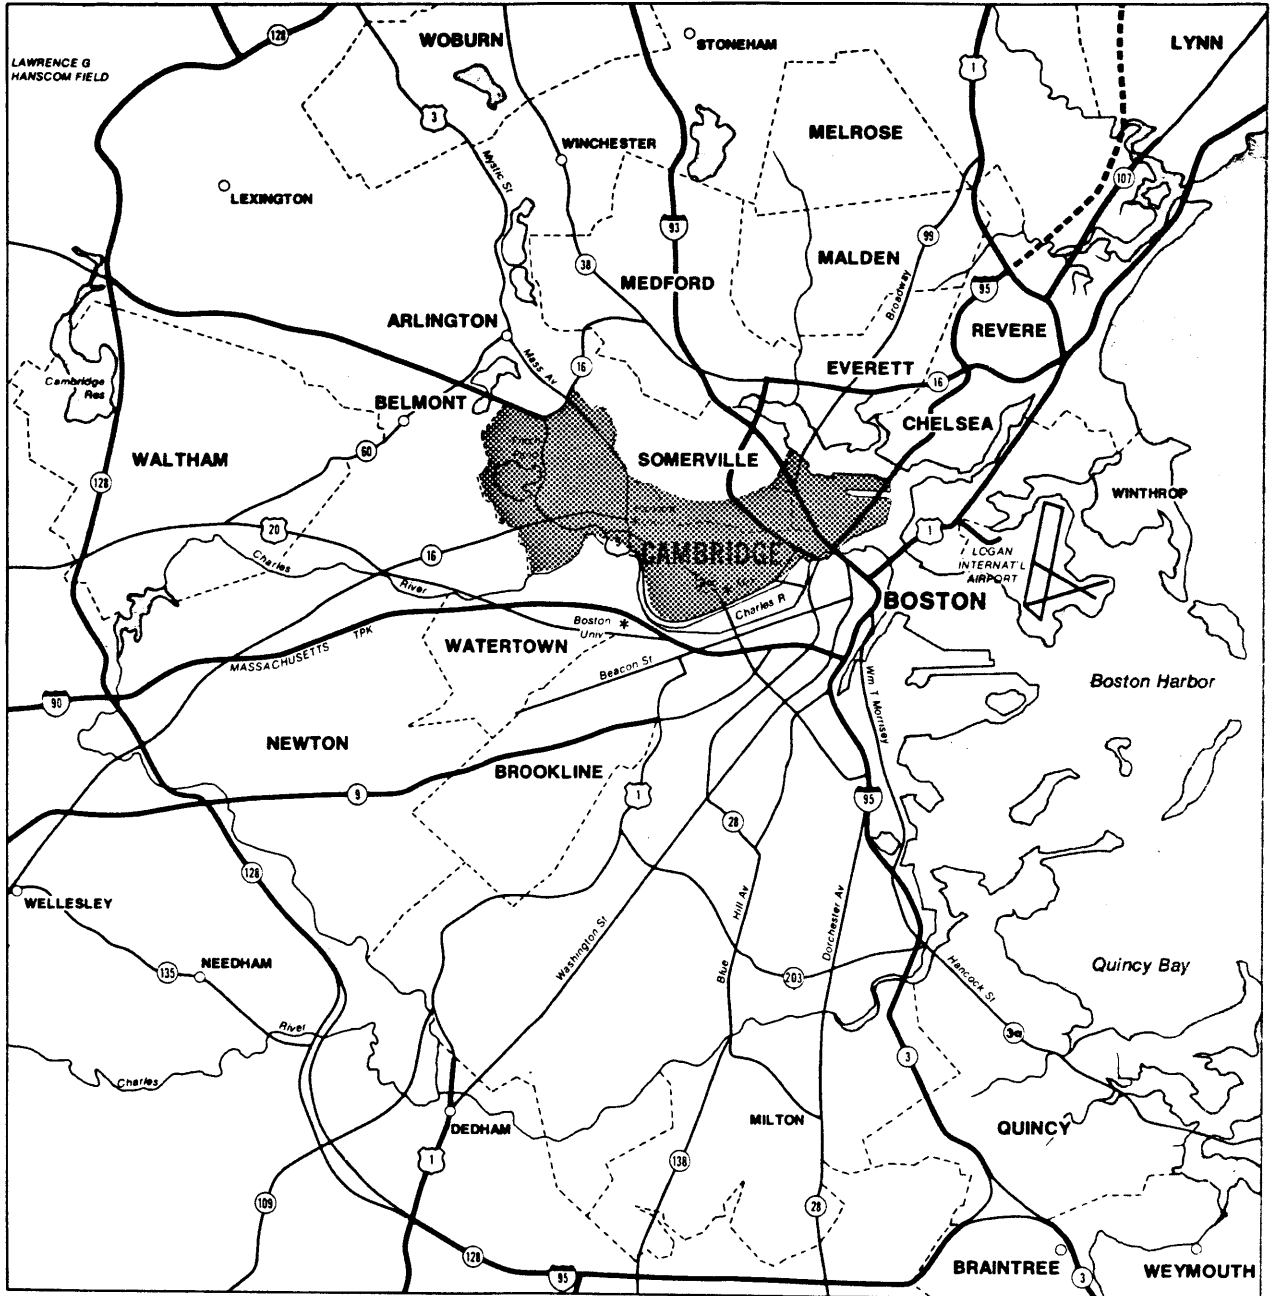 128
WOBURN
STONEHAM
1
LYNN
LAWRENCE G
HANSCOM FIELD
3
MELROSE
WINCHESTER
Mystic St
107
LEXINGTON
93
99
38
MALDEN
MEDFORD
95
Broadway
ARLINGTON
REVERE
Mass Av
16
EVERETT
16
Cambridge
Res
BELMONT
CHELSEA
60
WALTHAM
SOMERVILLE
128
WINTHROP
20
1
16
CAMBRIDGE
LOGAN
INTERNAT'L
AIRPORT
Charles
River
BOSTON
Charles R
Boston
Univ
TPK
MASSACHUSETTS
WATERTOWN
Beacon St
Wm T Morrisey
Boston Harbor
90
NEWTON
BROOKLINE
9
1
95
28
128
WELLESLEY
Hill Av
Dorchester Av
Washington St
NEEDHAM
135
Blue
203
Hancock St
Quincy Bay
River
3a
3
Charles
MILTON
DEDHAM
QUINCY
1
138
109
28
128
95
BRAINTREE
3
WEYMOUTH